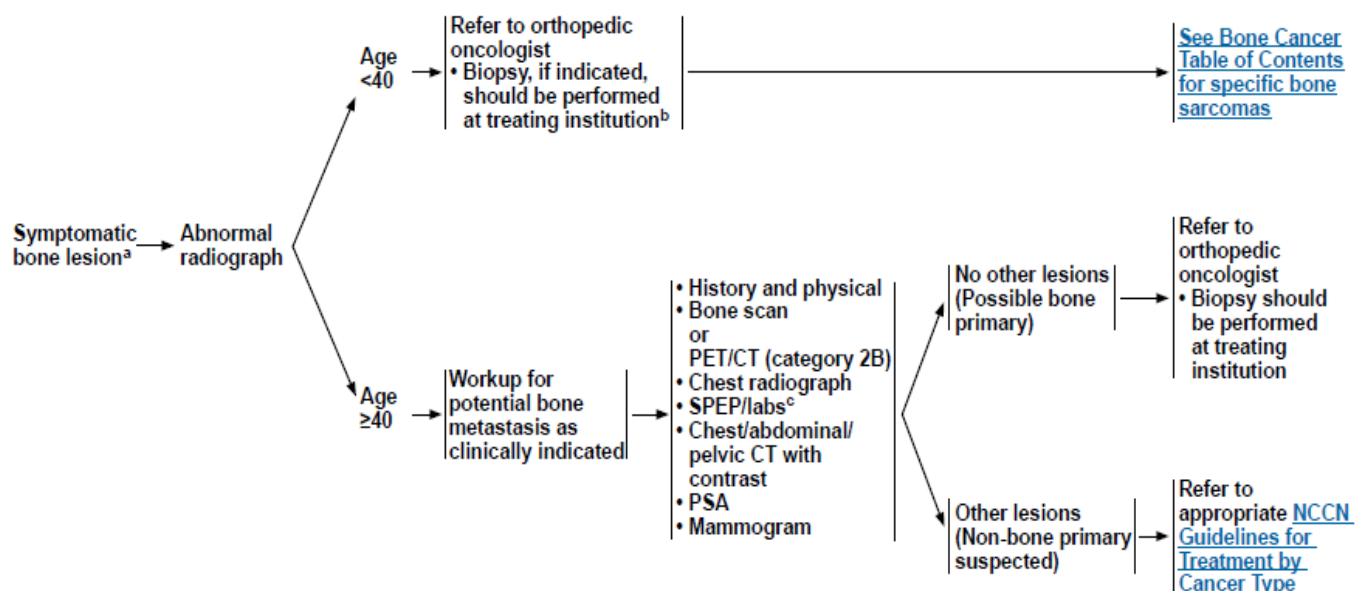 Symptomatic
bone lesionᵃ
Abnormal
radiograph
Age
<40
Refer to orthopedic
oncologist
• Biopsy, if indicated,
should be performed
at treating institutionᵇ
See Bone Cancer
Table of Contents
for specific bone
sarcomas
Age
≥40
Workup for
potential bone
metastasis as
clinically indicated
• History and physical
• Bone scan
or
PET/CT (category 2B)
• Chest radiograph
• SPEP/labsᶜ
• Chest/abdominal/
pelvic CT with
contrast
• PSA
• Mammogram
No other lesions
(Possible bone
primary)
Refer to
orthopedic
oncologist
• Biopsy should
be performed
at treating
institution
Other lesions
(Non-bone primary
suspected)
Refer to
appropriate NCCN
Guidelines for
Treatment by
Cancer Type